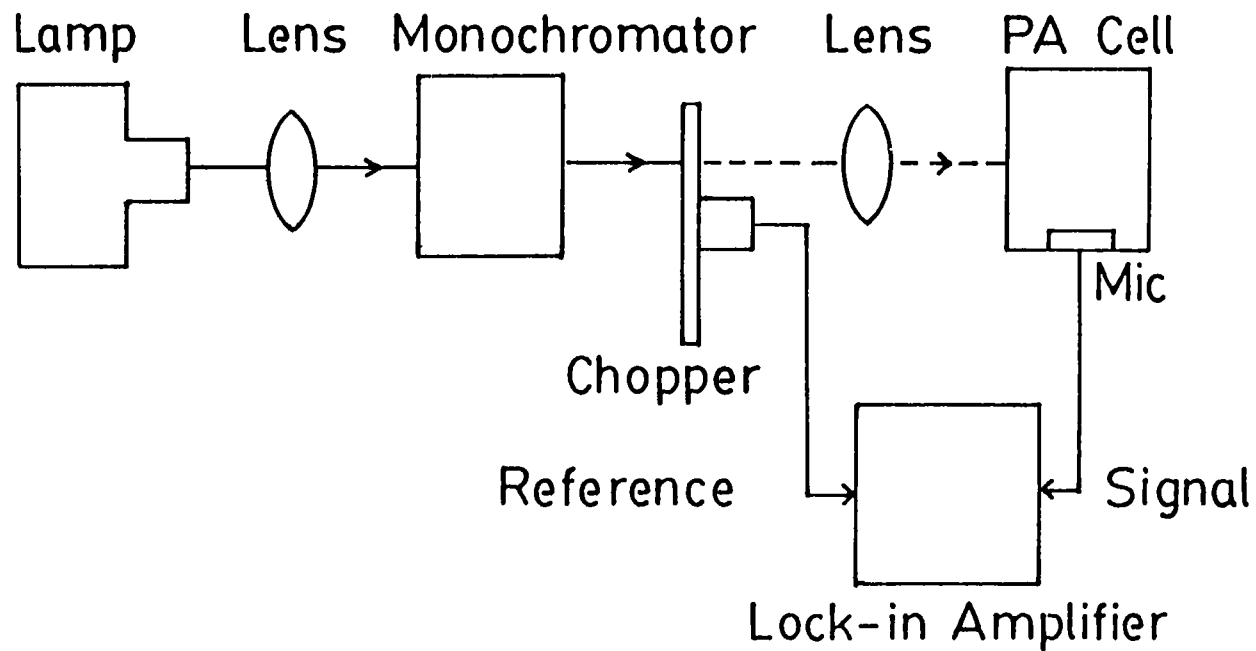 Lamp
Lens
Monochromator
Lens
PA Cell
Mic
Chopper
Reference
Signal
Lock-in Amplifier